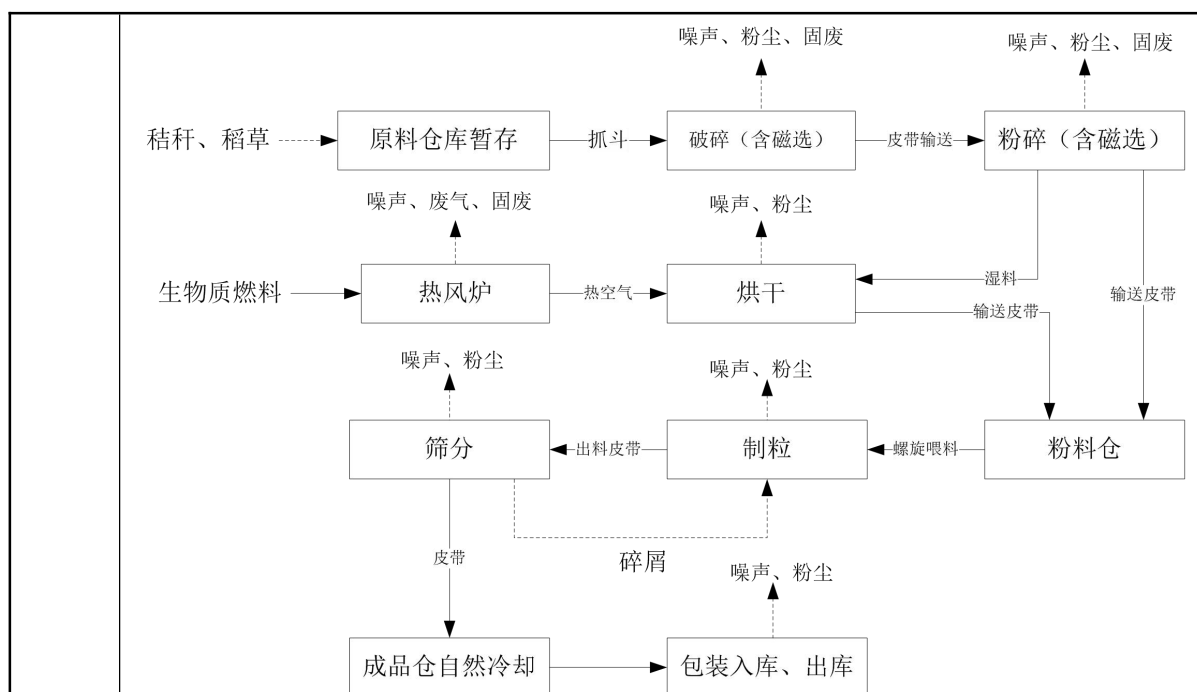 噪声、粉尘、固废
噪声、粉尘、固废
秸秆、稻草
原料仓库暂存
抓斗
破碎（含磁选）
皮带输送
粉碎（含磁选）
噪声、废气、固废
噪声、粉尘
生物质燃料
热风炉
热空气
烘干
湿料
输送皮带
输送皮带
噪声、粉尘
噪声、粉尘
筛分
出料皮带
制粒
螺旋喂料
粉料仓
皮带
碎屑
噪声、粉尘
成品仓自然冷却
包装入库、出库